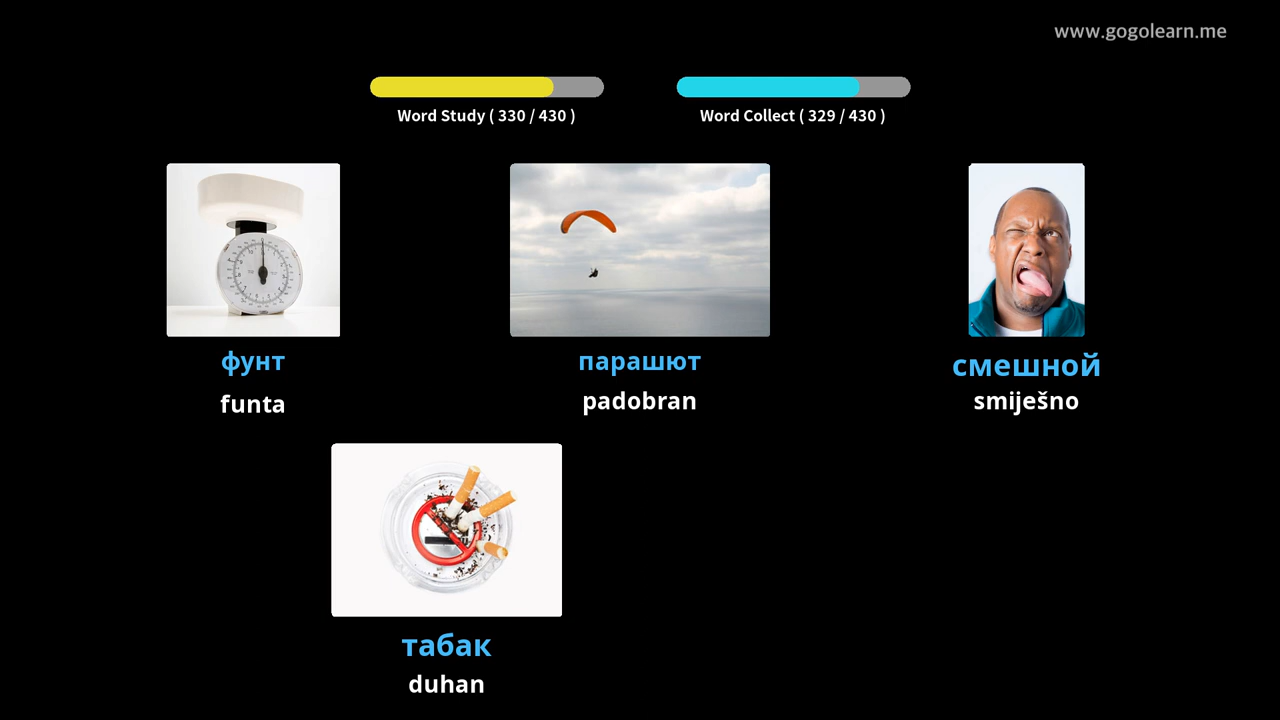 www.gogolearn.me
Word Study ( 330 / 430 )
Word Collect ( 329 / 430 )
фунт
funta
парашют
padobran
смешной
smiješno
табак
duhan